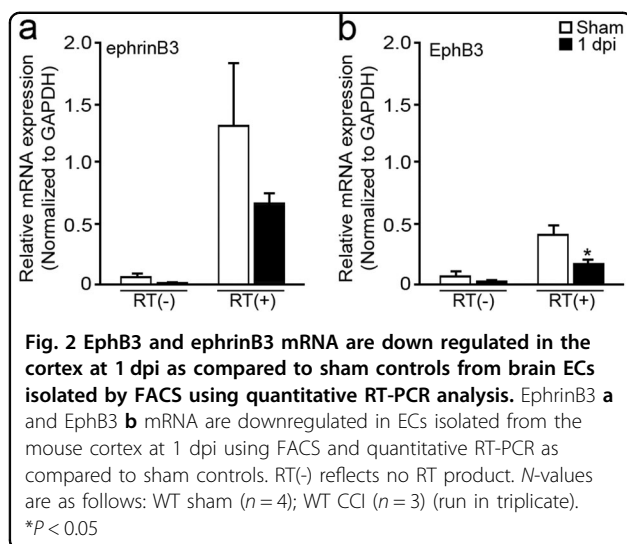 a
b
ephrinB3
EphB3
Sham
1 dpi
Relative mRNA expression
(Normalized to GAPDH)
2.0
1.5
1.0
0.5
0
RT(-)
RT(+)
Relative mRNA expression
(Normalized to GAPDH)
2.0
1.5
1.0
0.5
0
*
RT(-)
RT(+)
Fig. 2 EphB3 and ephrinB3 mRNA are down regulated in the
cortex at 1 dpi as compared to sham controls from brain ECs
isolated by FACS using quantitative RT-PCR analysis. EphrinB3 a
and EphB3 b mRNA are downregulated in ECs isolated from the
mouse cortex at 1 dpi using FACS and quantitative RT-PCR as
compared to sham controls. RT(-) reflects no RT product. N-values
are as follows: WT sham (n = 4); WT CCI (n = 3) (run in triplicate).
*P < 0.05